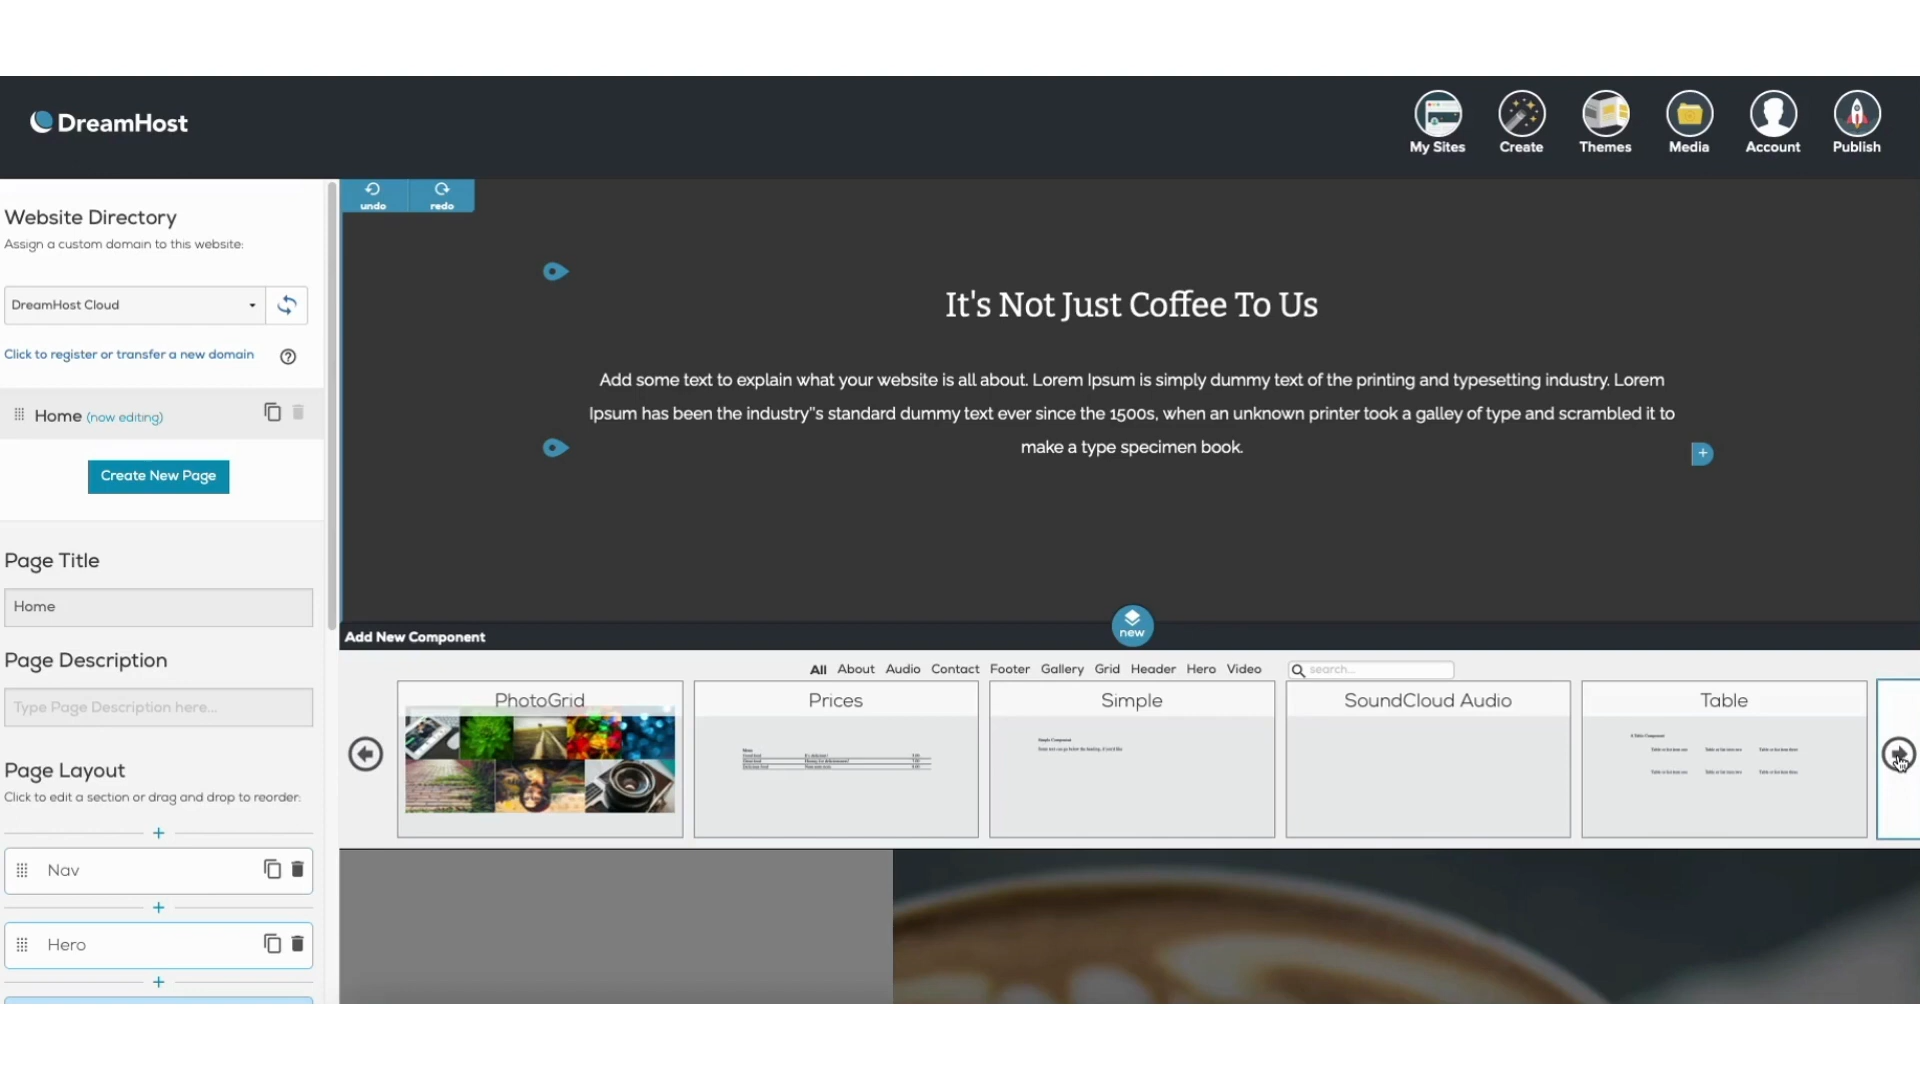 DreamHost
My Sites
Create
Themes
Media
Account
Publish
Website Directory
Assign a custom domain to this website:
DreamHost Cloud
Click to register or transfer a new domain
Home (now editing)
Create New Page
Page Title
Home
Page Description
Type Page Description here...
Page Layout
Click to edit a section or drag and drop to reorder:
Nav
Hero
undo
redo
It's Not Just Coffee To Us
Add some text to explain what your website is all about. Lorem Ipsum is simply dummy text of the printing and typesetting industry. Lorem
Ipsum has been the industry"s standard dummy text ever since the 1500s, when an unknown printer took a galley of type and scrambled it to
make a type specimen book.
new
Add New Component
All About Audio Contact Footer Gallery Grid Header Hero Video
search...
PhotoGrid
Prices
Simple
Simple Component
SoundCloud Audio
Table